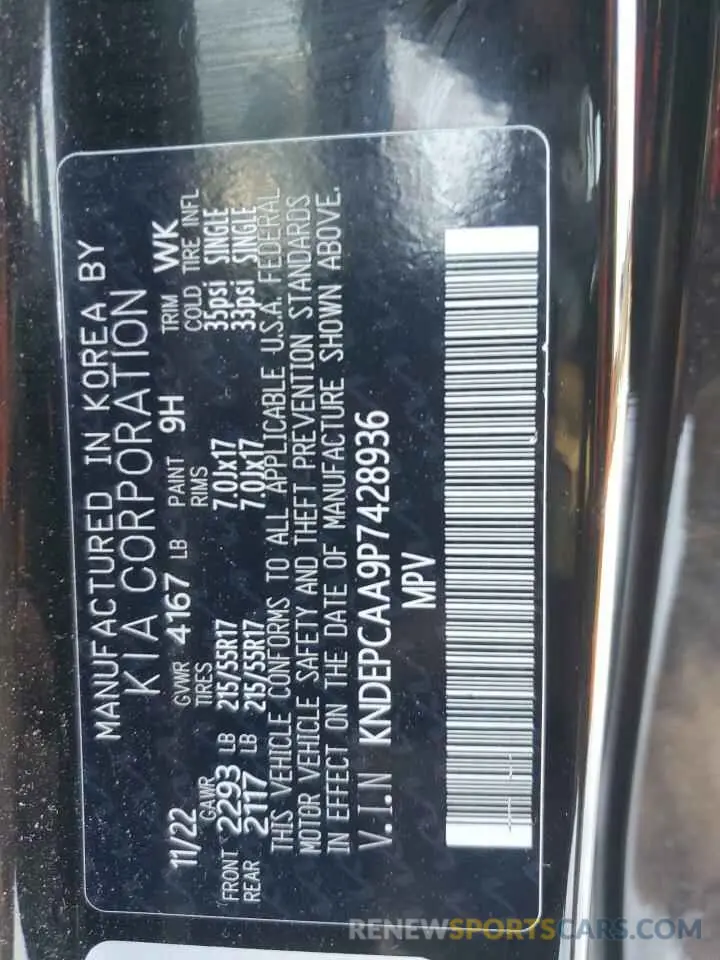 MANUFACTURED IN KOREA BY
KIA CORPORATION
11/22 GVWR 4167 LB PAINT 9H TRIM WK
GAWR TIRES RIMS COLD TIRE INFL
FRONT 2293 LB 215/55R17 7.0Jx17 35psi SINGLE
REAR 2117 LB 215/55R17 7.0Jx17 33psi SINGLE
THIS VEHICLE CONFORMS TO ALL APPLICABLE U.S.A. FEDERAL
MOTOR VEHICLE SAFETY AND THEFT PREVENTION STANDARDS
IN EFFECT ON THE DATE OF MANUFACTURE SHOWN ABOVE.
V.I.N KNDEPCAA9P7428936
MPV
RENEWSPORTSCARS.COM